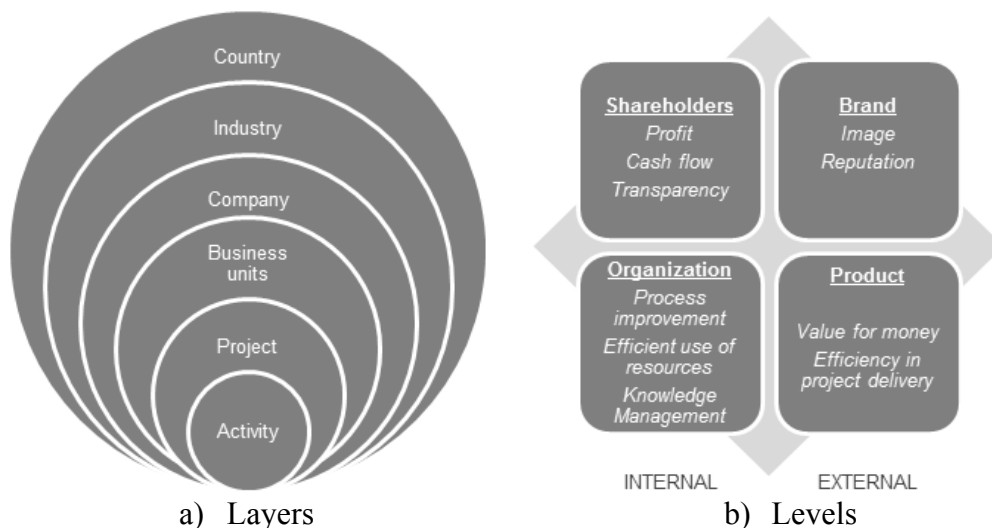 Country
Industry
Company
Business
units
Project
Activity
a) Layers
Shareholders
Profit
Cash flow
Transparency
Brand
Image
Reputation
Organization
Process
improvement
Efficient use of
resources
Knowledge
Management
Product
Value for money
Efficiency in
project delivery
INTERNAL
EXTERNAL
b) Levels